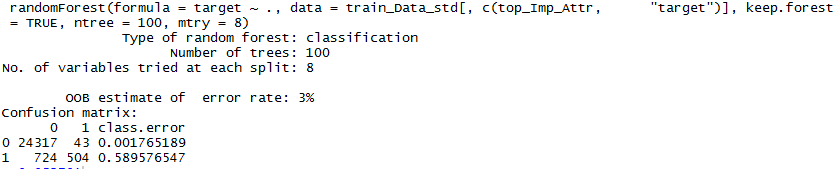 randomForest(formula = target ~ ., data = train_Data_std[, c(top_Imp_Attr,      "target")], keep.forest
= TRUE, ntree = 100, mtry = 8)
Type of random forest: classification
Number of trees: 100
No. of variables tried at each split: 8
OOB estimate of  error rate: 3%
Confusion matrix:
0   1 class.error
0 24317  43 0.001765189
1   724 504 0.589576547